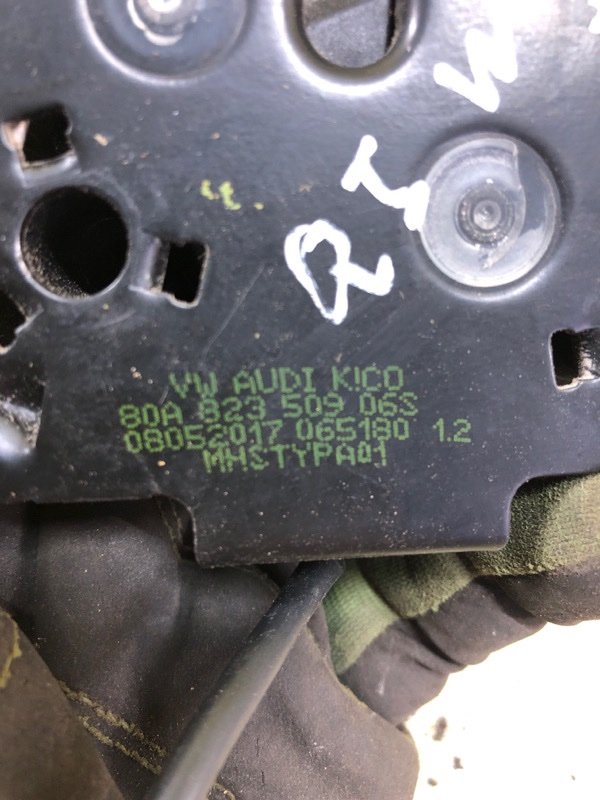 VW AUDI KICO
80A 823 509 06S
08052017 065180 1.2
MHSTYPA01